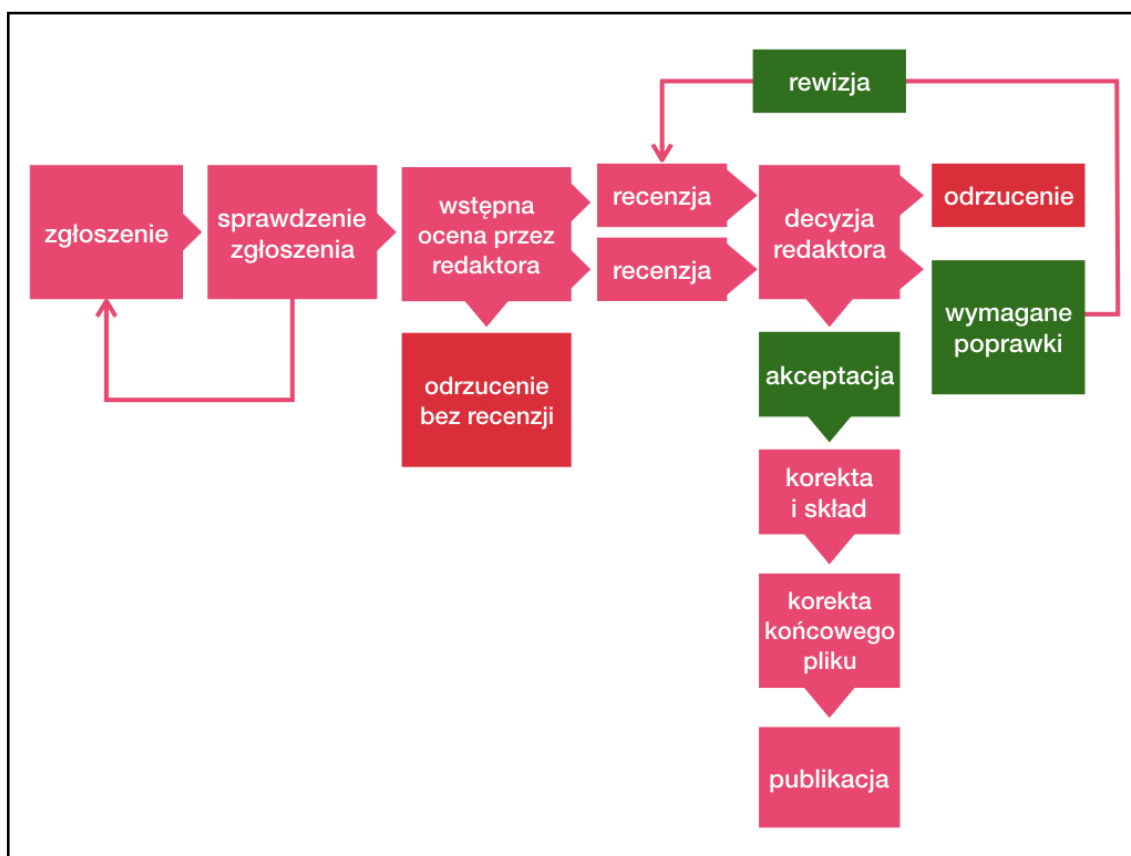 rewizja
zgłoszenie
sprawdzenie
zgłoszenia
wstępna
ocena przez
redaktora
recenzja
recenzja
decyzja
redaktora
odrzucenie
wymagane
poprawki
odrzucenie
bez recenzji
akceptacja
korekta
i skład
korekta
końcowego
pliku
publikacja